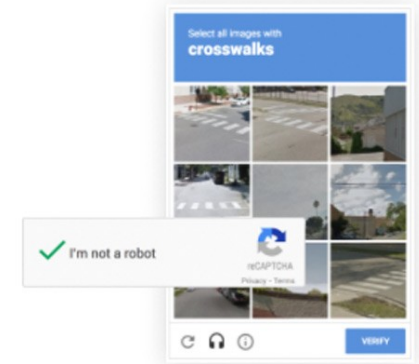 Select all images with
crosswalks
I'm not a robot
reCAPTCHA
Privacy - Terms
VERIFY